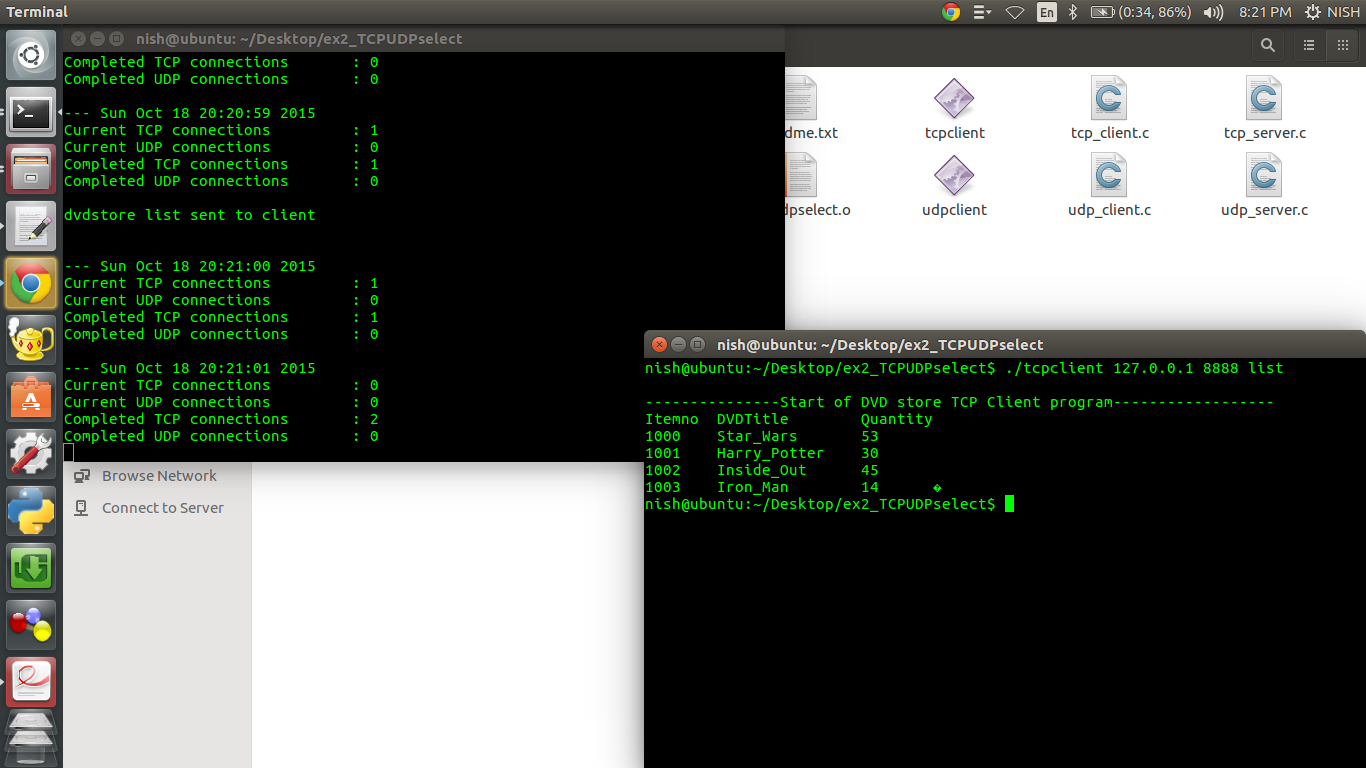 Terminal
En
(0:34, 86%)
8:21 PM
NISH
nish@ubuntu: ~/Desktop/ex2_TCPUDPselect
Completed TCP connections : 0
Completed UDP connections : 0
--- Sun Oct 18 20:20:59 2015
Current TCP connections : 1
Current UDP connections : 0
Completed TCP connections : 1
Completed UDP connections : 0
dvdstore list sent to client
--- Sun Oct 18 20:21:00 2015
Current TCP connections : 1
Current UDP connections : 0
Completed TCP connections : 1
Completed UDP connections : 0
--- Sun Oct 18 20:21:01 2015
Current TCP connections : 0
Current UDP connections : 0
Completed TCP connections : 2
Completed UDP connections : 0
dme.txt
tcpclient
tcp_client.c
tcp_server.c
dpselect.o
udpclient
udp_client.c
udp_server.c
Browse Network
Connect to Server
nish@ubuntu: ~/Desktop/ex2_TCPUDPselect
nish@ubuntu:~/Desktop/ex2_TCPUDPselect$ ./tcpclient 127.0.0.1 8888 list
---------------Start of DVD store TCP Client program------------------
Itemno DVDTitle Quantity
1000 Star_Wars 53
1001 Harry_Potter 30
1002 Inside_Out 45
1003 Iron_Man 14 �
nish@ubuntu:~/Desktop/ex2_TCPUDPselect$